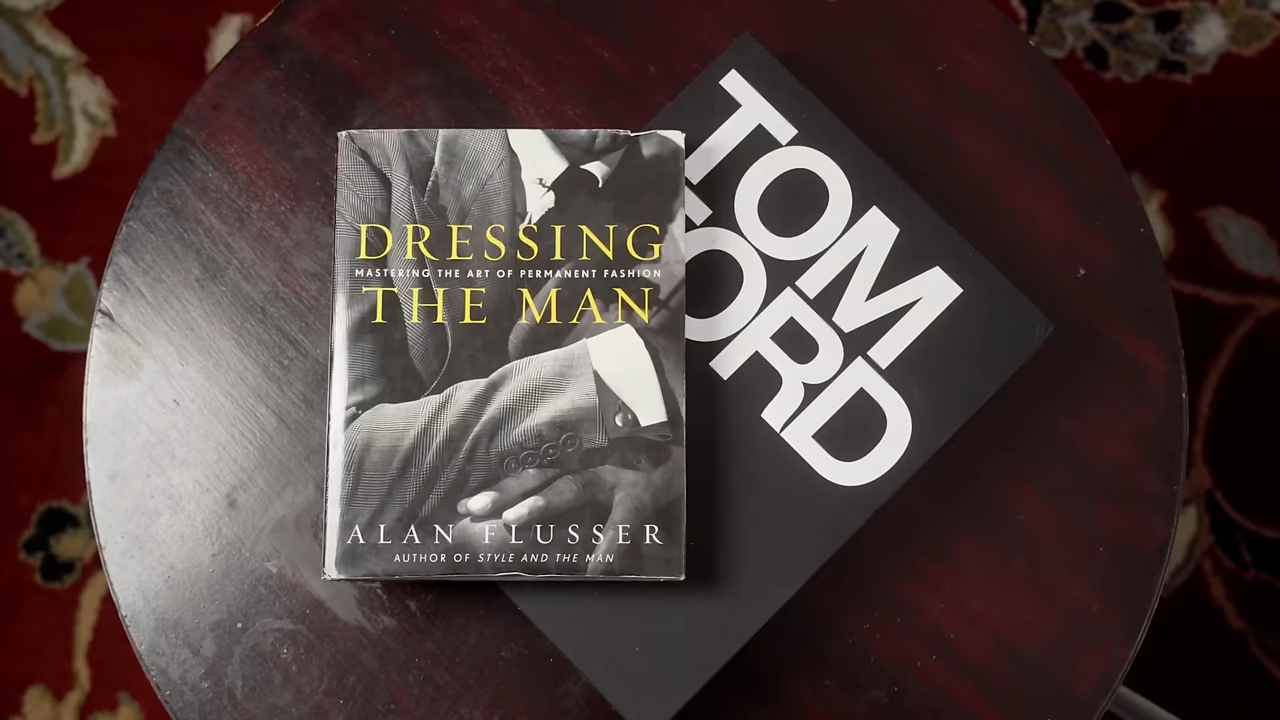 DRESSING
MASTERING THE ART OF PERMANENT FASHION
THE MAN
ALAN FLUSSER
AUTHOR OF STYLE AND THE MAN
TOM
FORD